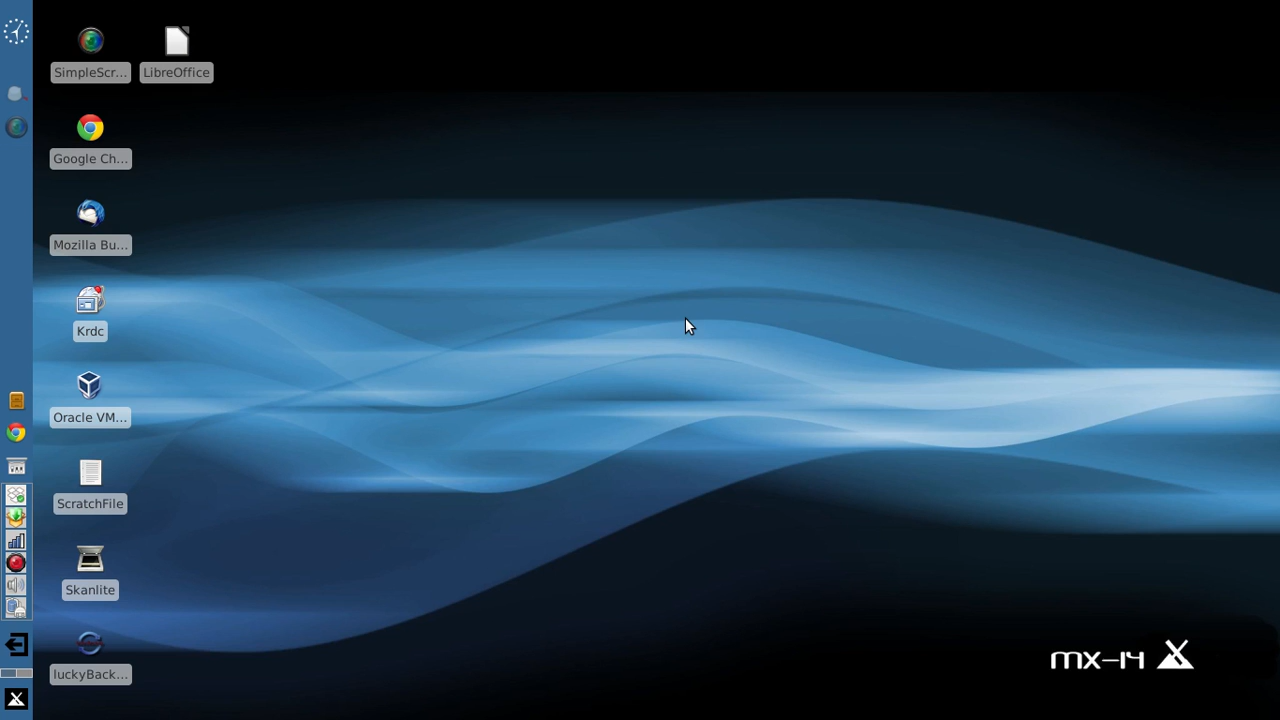 SimpleScr...
LibreOffice
Google Ch...
Mozilla Bu...
Krdc
Oracle VM...
ScratchFile
Skanlite
luckyBack...
mx-14